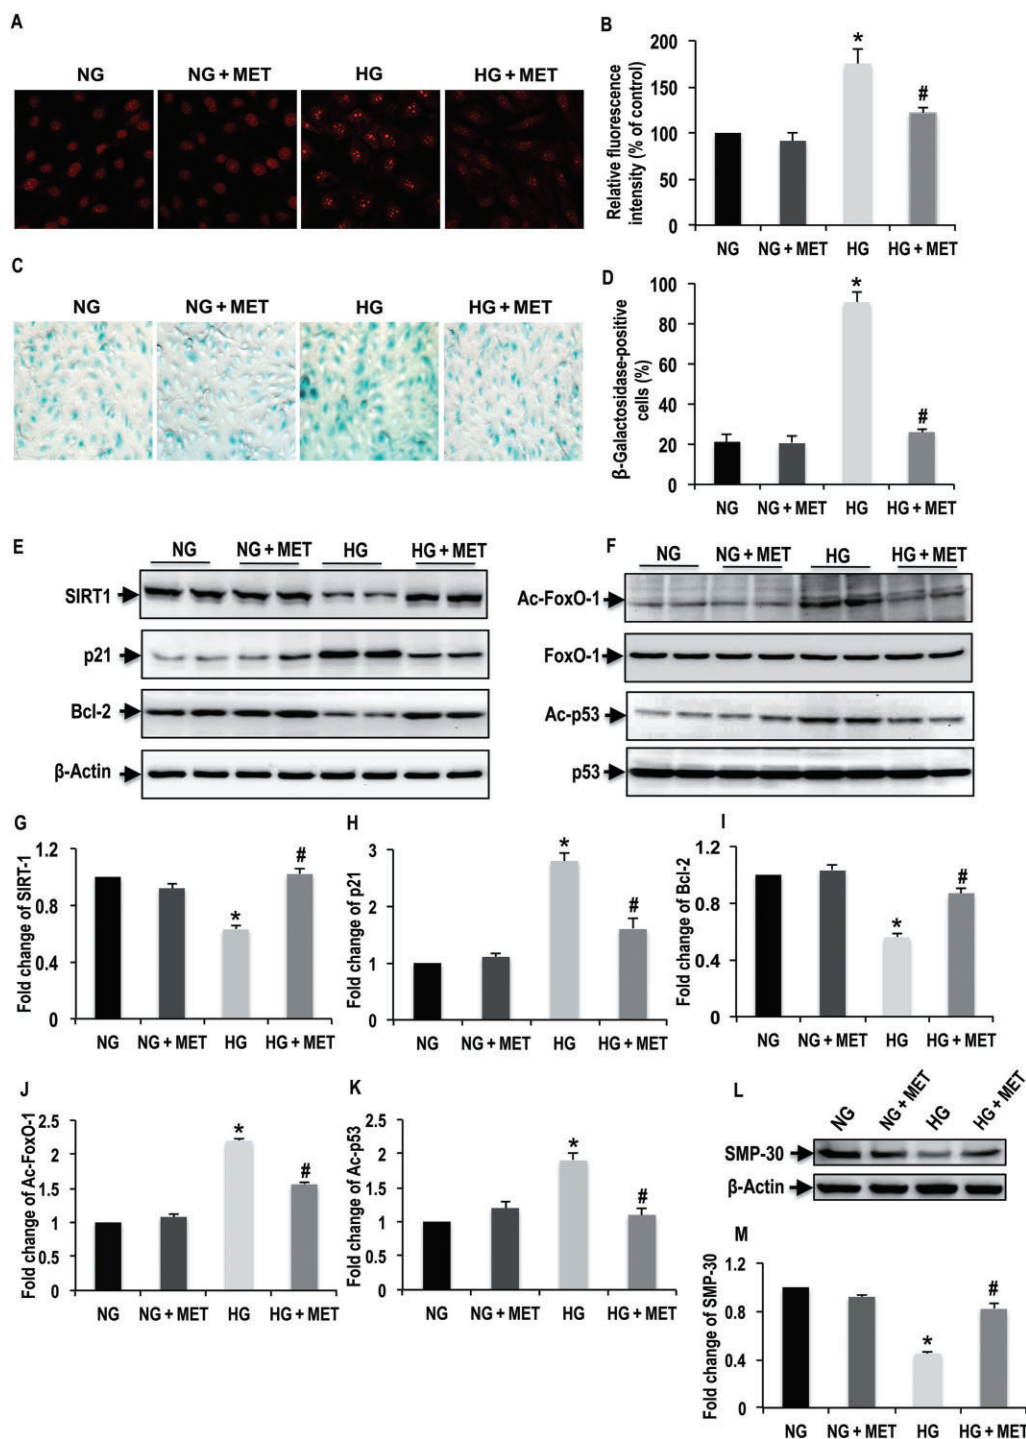 A
NG
NG + MET
HG
HG + MET
B
Relative fluorescence
intensity (% of control)
200
150
100
50
0
*
#
NG
NG + MET
HG
HG + MET
C
NG
NG + MET
HG
HG + MET
D
β-Galactosidase-positive
cells (%)
100
80
60
40
20
0
*
#
NG
NG + MET
HG
HG + MET
E
NG
NG + MET
HG
HG + MET
SIRT1
p21
Bcl-2
β-Actin
F
NG
NG + MET
HG
HG + MET
Ac-FoxO-1
FoxO-1
Ac-p53
p53
G
Fold change of SIRT-1
1.2
0.8
0.4
0
*
#
NG
NG + MET
HG
HG + MET
H
Fold change of p21
3
2
1
0
*
#
NG
NG + MET
HG
HG + MET
I
Fold change of Bcl-2
1.2
0.8
0.4
0
*
#
NG
NG + MET
HG
HG + MET
J
Fold change of Ac-FoxO-1
2.5
2
1.5
1
0.5
0
*
#
NG
NG + MET
HG
HG + MET
K
Fold change of Ac-p53
2.5
2
1.5
1
0.5
0
*
#
NG
NG + MET
HG
HG + MET
L
NG
NG + MET
HG
HG + MET
SMP-30
β-Actin
M
Fold change of SMP-30
1.2
0.8
0.4
0
*
#
NG
NG + MET
HG
HG + MET